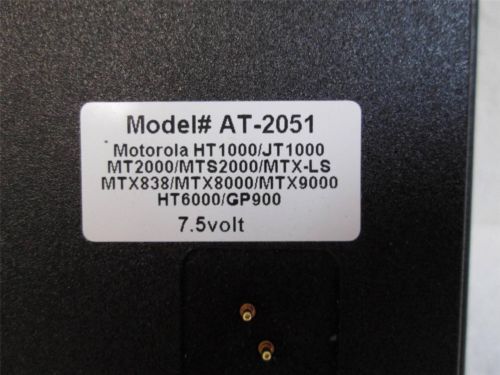 Model# AT-2051
Motorola HT1000/JT1000
MT2000/MTS2000/MTX-LS
MTX838/MTX8000/MTX9000
HT6000/GP900
7.5volt